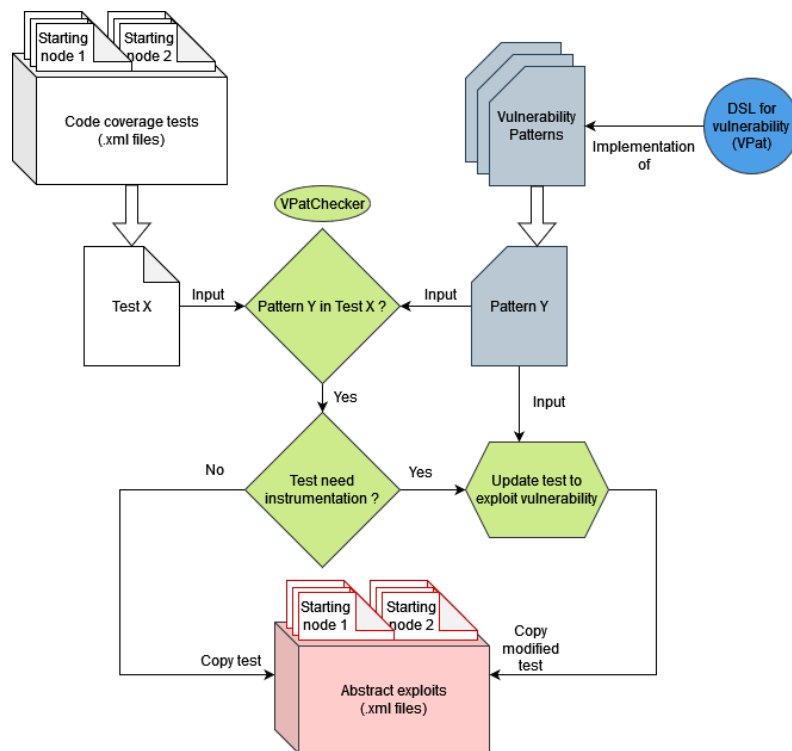 Starting
node 1
Starting
node 2
Code coverage tests
(.xml files)
Vulnerability
Patterns
DSL for
vulnerability
(VPat)
Implementation
of
VPatChecker
Test X
Input
Pattern Y in Test X ?
Input
Pattern Y
Yes
Input
No
Test need
instrumentation ?
Yes
Update test to
exploit vulnerability
Starting
node 1
Starting
node 2
Copy test
Copy
modified
test
Abstract exploits
(.xml files)